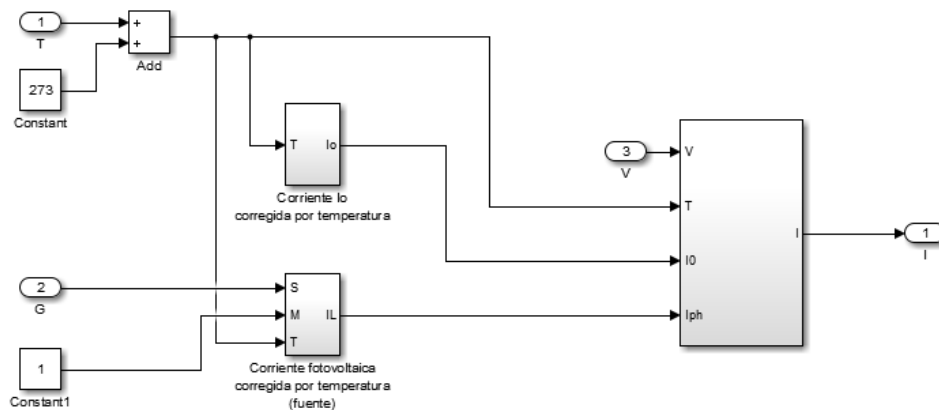 1
T
+
+
Add
273
Constant
T
Io
Corriente Io
corregida por temperatura
3
V
V
T
I0
Iph
I
1
I
2
G
S
M
T
IL
Corriente fotovoltaica
corregida por temperatura
(fuente)
1
Constant1